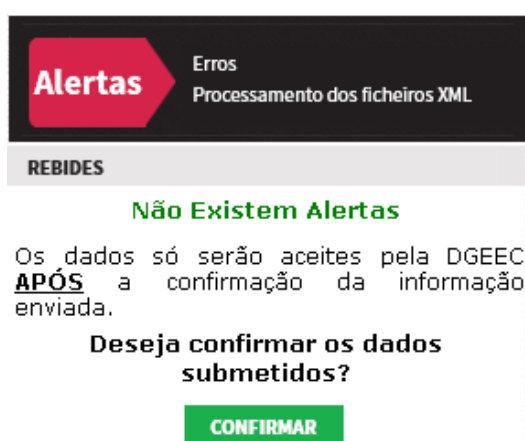 Alertas
Erros
Processamento dos ficheiros XML
REBIDES
Não Existem Alertas
Os dados só serão aceites pela DGEEC
APÓS a confirmação da informação
enviada.
Deseja confirmar os dados
submetidos?
CONFIRMAR